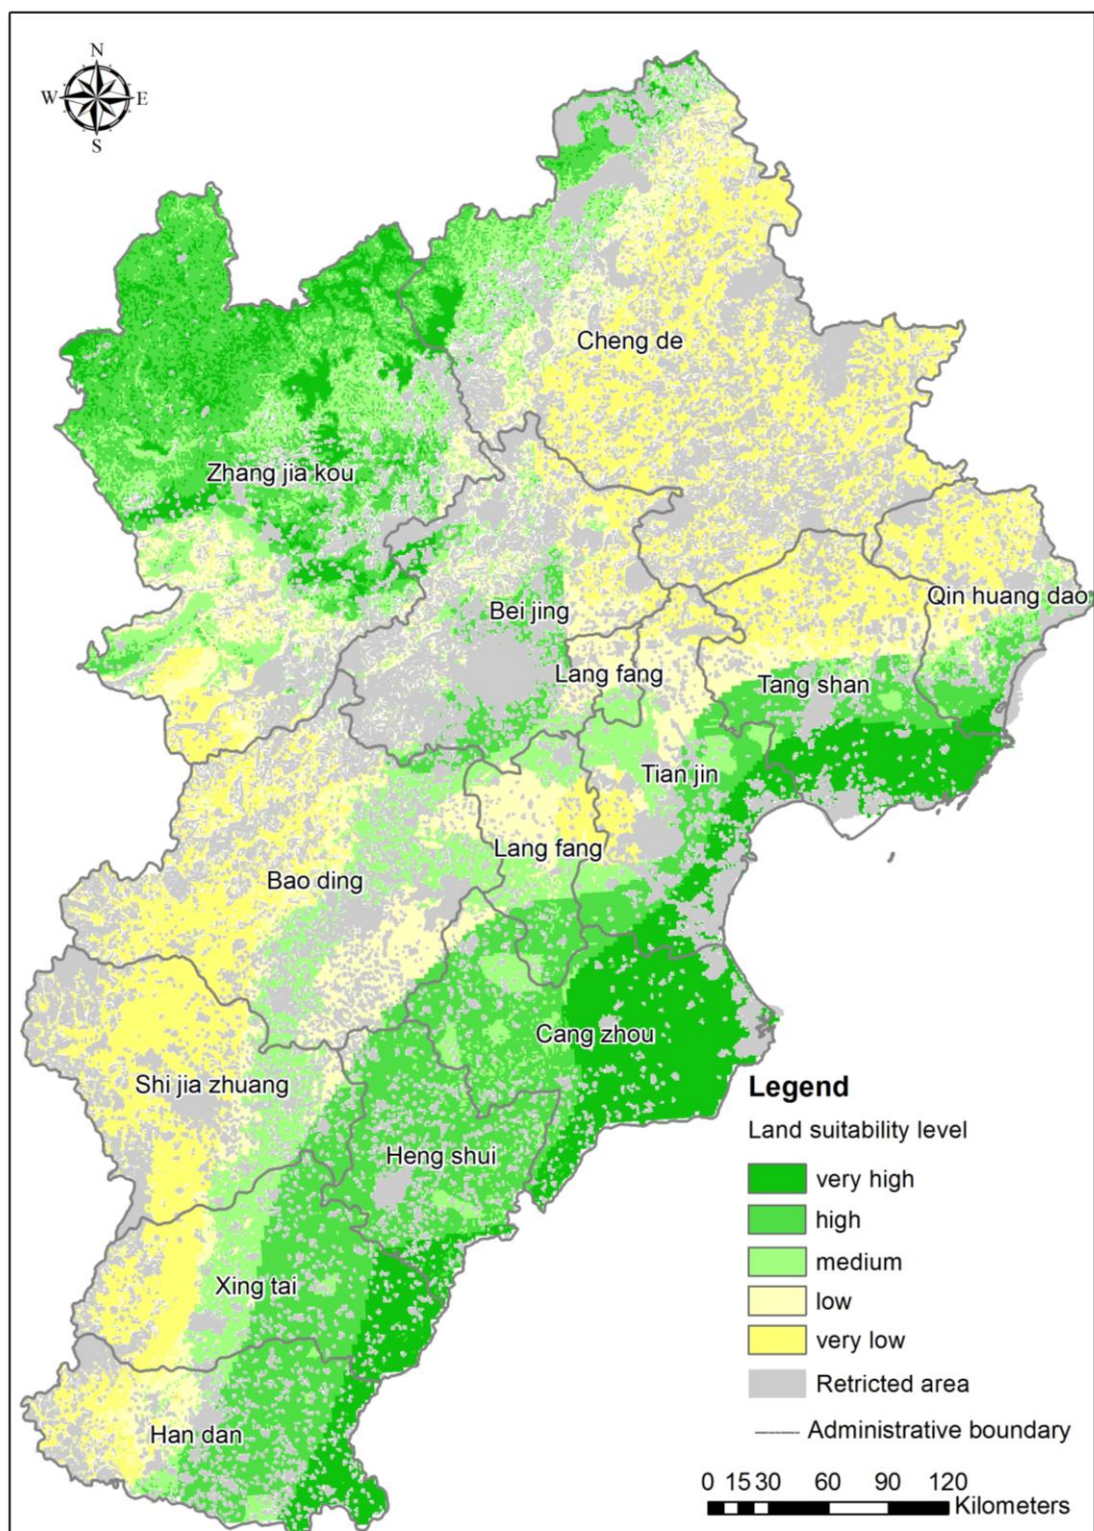 N
W E
S
Cheng de
Zhang jia kou
Qin huang dao
Bei jing
Lang fang
Tang shan
Tian jin
Lang fang
Bao ding
Cang zhou
Shi jia zhuang
Heng shui
Xing tai
Han dan
Legend
Land suitability level
very high
high
medium
low
very low
Retricted area
Administrative boundary
0 15 30 60 90 120
Kilometers